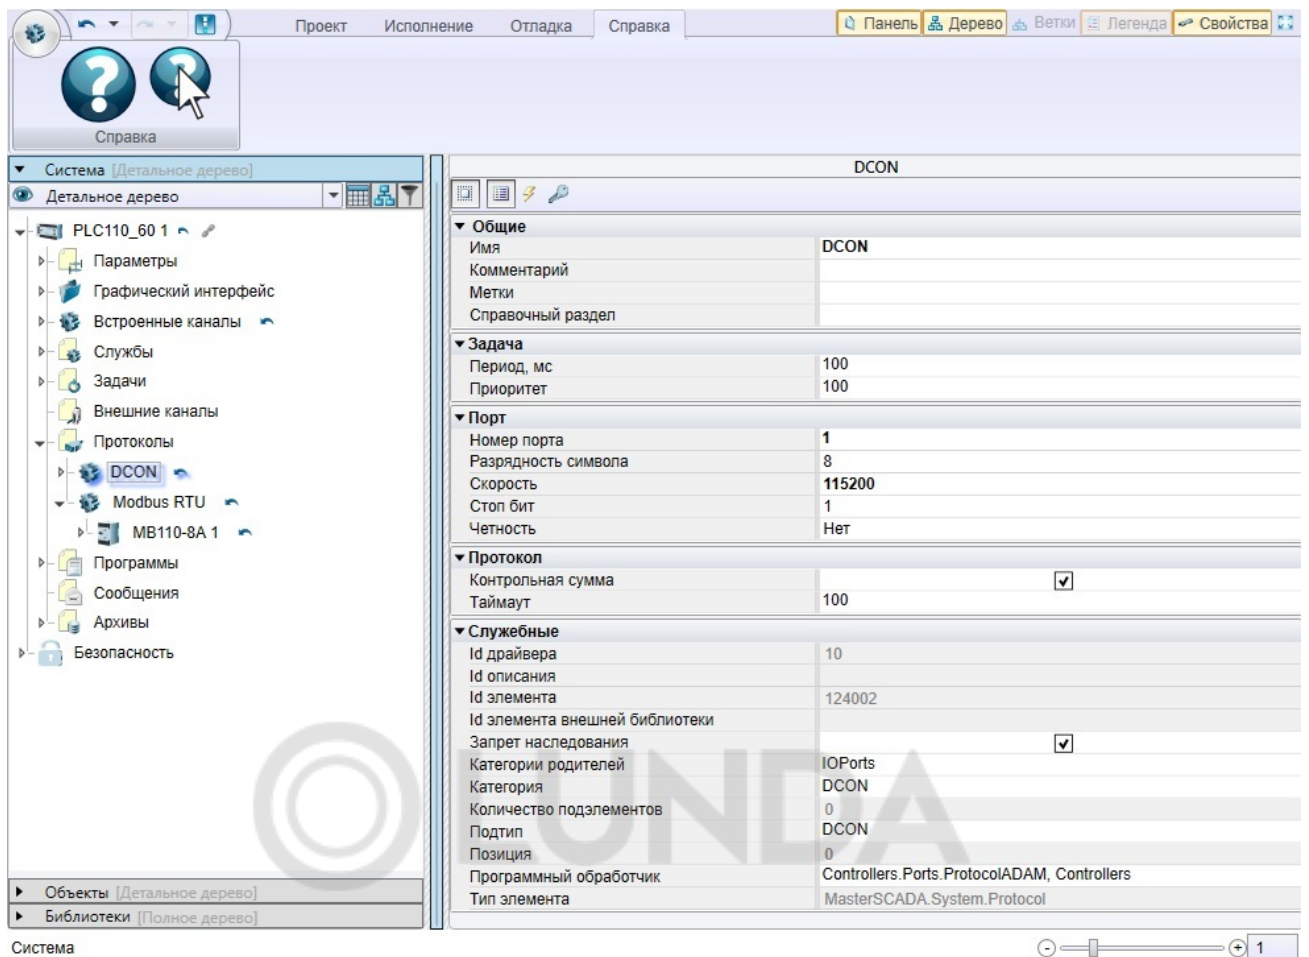 Проект Исполнение Отладка Справка Панель Дерево Ветки Легенда Свойства
Справка
Система [Детальное дерево]
Детальное дерево
PLC110_60 1
Параметры
Графический интерфейс
Встроенные каналы
Службы
Задачи
Внешние каналы
Протоколы
DCON
Modbus RTU
MB110-8A 1
Программы
Сообщения
Архивы
Безопасность
Объекты [Детальное дерево]
Библиотеки [Полное дерево]
DCON
Общие
Имя DCON
Комментарий
Метки
Справочный раздел
Задача
Период, мс 100
Приоритет 100
Порт
Номер порта 1
Разрядность символа 8
Скорость 115200
Стоп бит 1
Четность Нет
Протокол
Контрольная сумма
Таймаут 100
Служебные
Id драйвера 10
Id описания
Id элемента 124002
Id элемента внешней библиотеки
Запрет наследования
Категории родителей IOPorts
Категория DCON
Количество подэлементов 0
Подтип DCON
Позиция 0
Программный обработчик Controllers.Ports.ProtocolADAM, Controllers
Тип элемента MasterSCADA.System.Protocol
LUNDA
Система 1